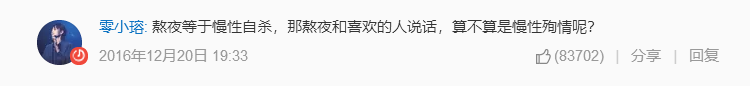 零小瑢: 熬夜等于慢性自杀，那熬夜和喜欢的人说话，算不算是慢性殉情呢？
2016年12月20日 19:33 (83702) | 分享 | 回复